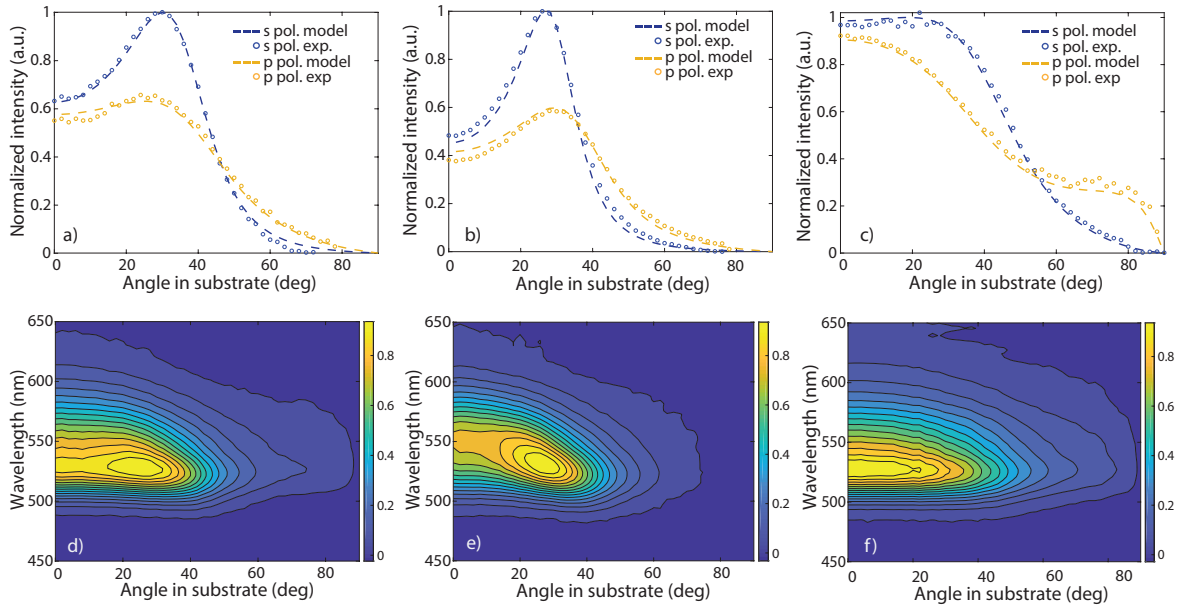 1
0.8
0.6
0.4
0.2
0
Normalized intensity (a.u.)
s pol. model
s pol. exp.
p pol. model
p pol. exp
a)
0 20 40 60 80
Angle in substrate (deg)
1
0.8
0.6
0.4
0.2
0
Normalized intensity (a.u.)
s pol. model
s pol. exp.
p pol. model
p pol. exp
b)
0 20 40 60 80
Angle in substrate (deg)
1
0.8
0.6
0.4
0.2
0
Normalized intensity (a.u.)
s pol. model
s pol. exp.
p pol. model
p pol. exp
c)
0 20 40 60 80
Angle in substrate (deg)
650
600
550
500
450
Wavelength (nm)
d)
0 20 40 60 80
Angle in substrate (deg)
0.8
0.6
0.4
0.2
0
650
600
550
500
450
Wavelength (nm)
e)
0 20 40 60 80
Angle in substrate (deg)
0.8
0.6
0.4
0.2
0
650
600
550
500
450
Wavelength (nm)
f)
0 20 40 60 80
Angle in substrate (deg)
0.8
0.6
0.4
0.2
0